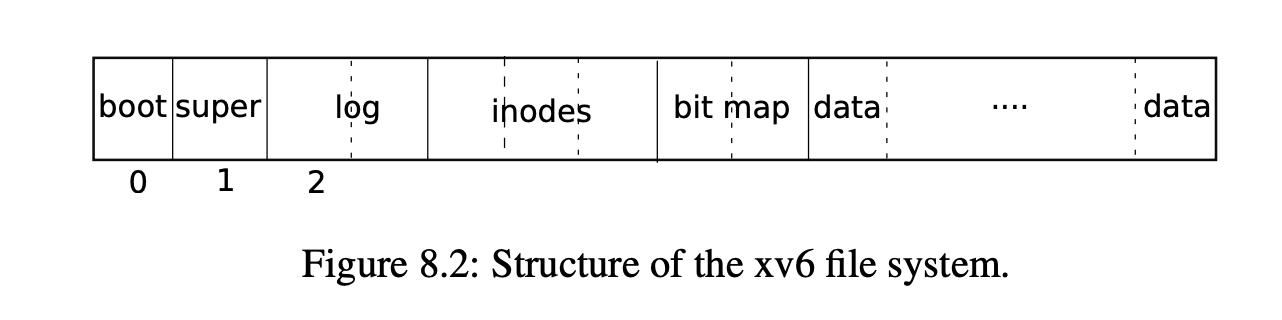 boot super log inodes bit map data .... data
0 1 2
Figure 8.2: Structure of the xv6 file system.